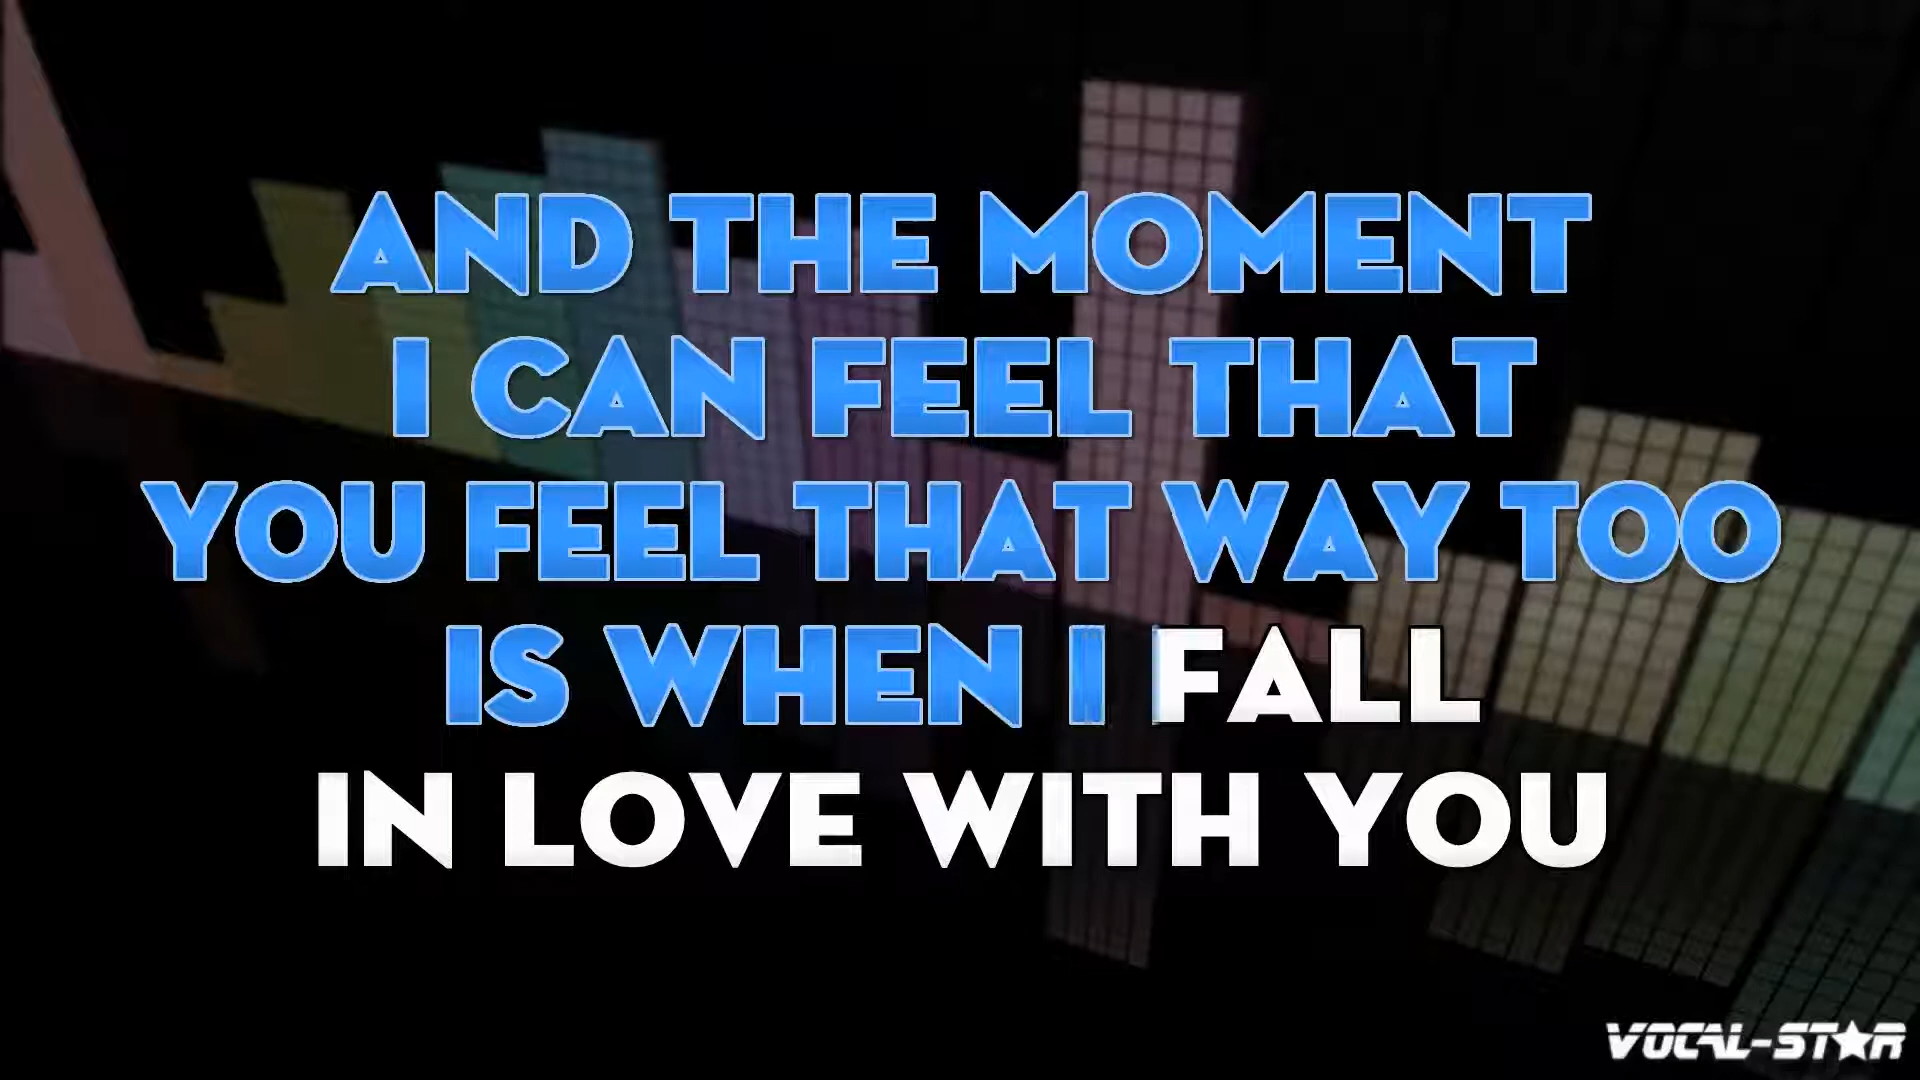 AND THE MOMENT
I CAN FEEL THAT
YOU FEEL THAT WAY TOO
IS WHEN I FALL
IN LOVE WITH YOU
VOCAL-STAR